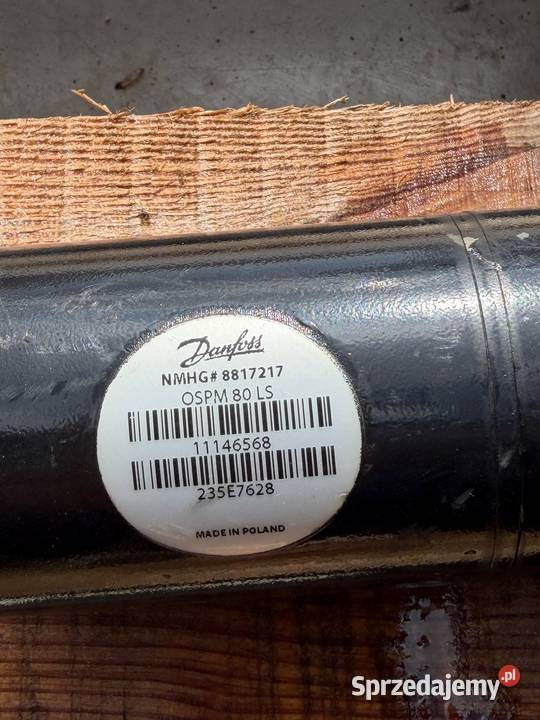 Danfoss
NMHG# 8817217
OSPM 80 LS
11146568
235E7628
MADE IN POLAND
Sprzedajemy.pl